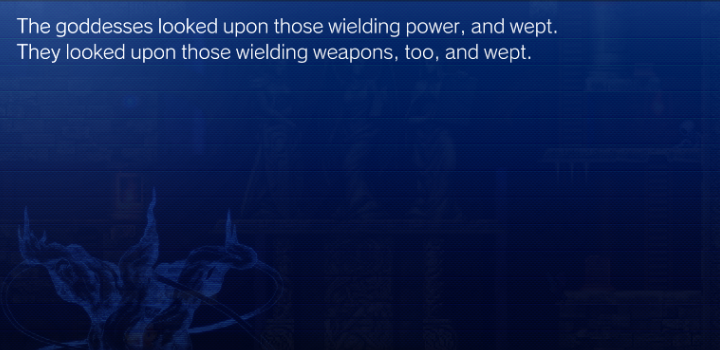 The goddesses looked upon those wielding power, and wept.
They looked upon those wielding weapons, too, and wept.